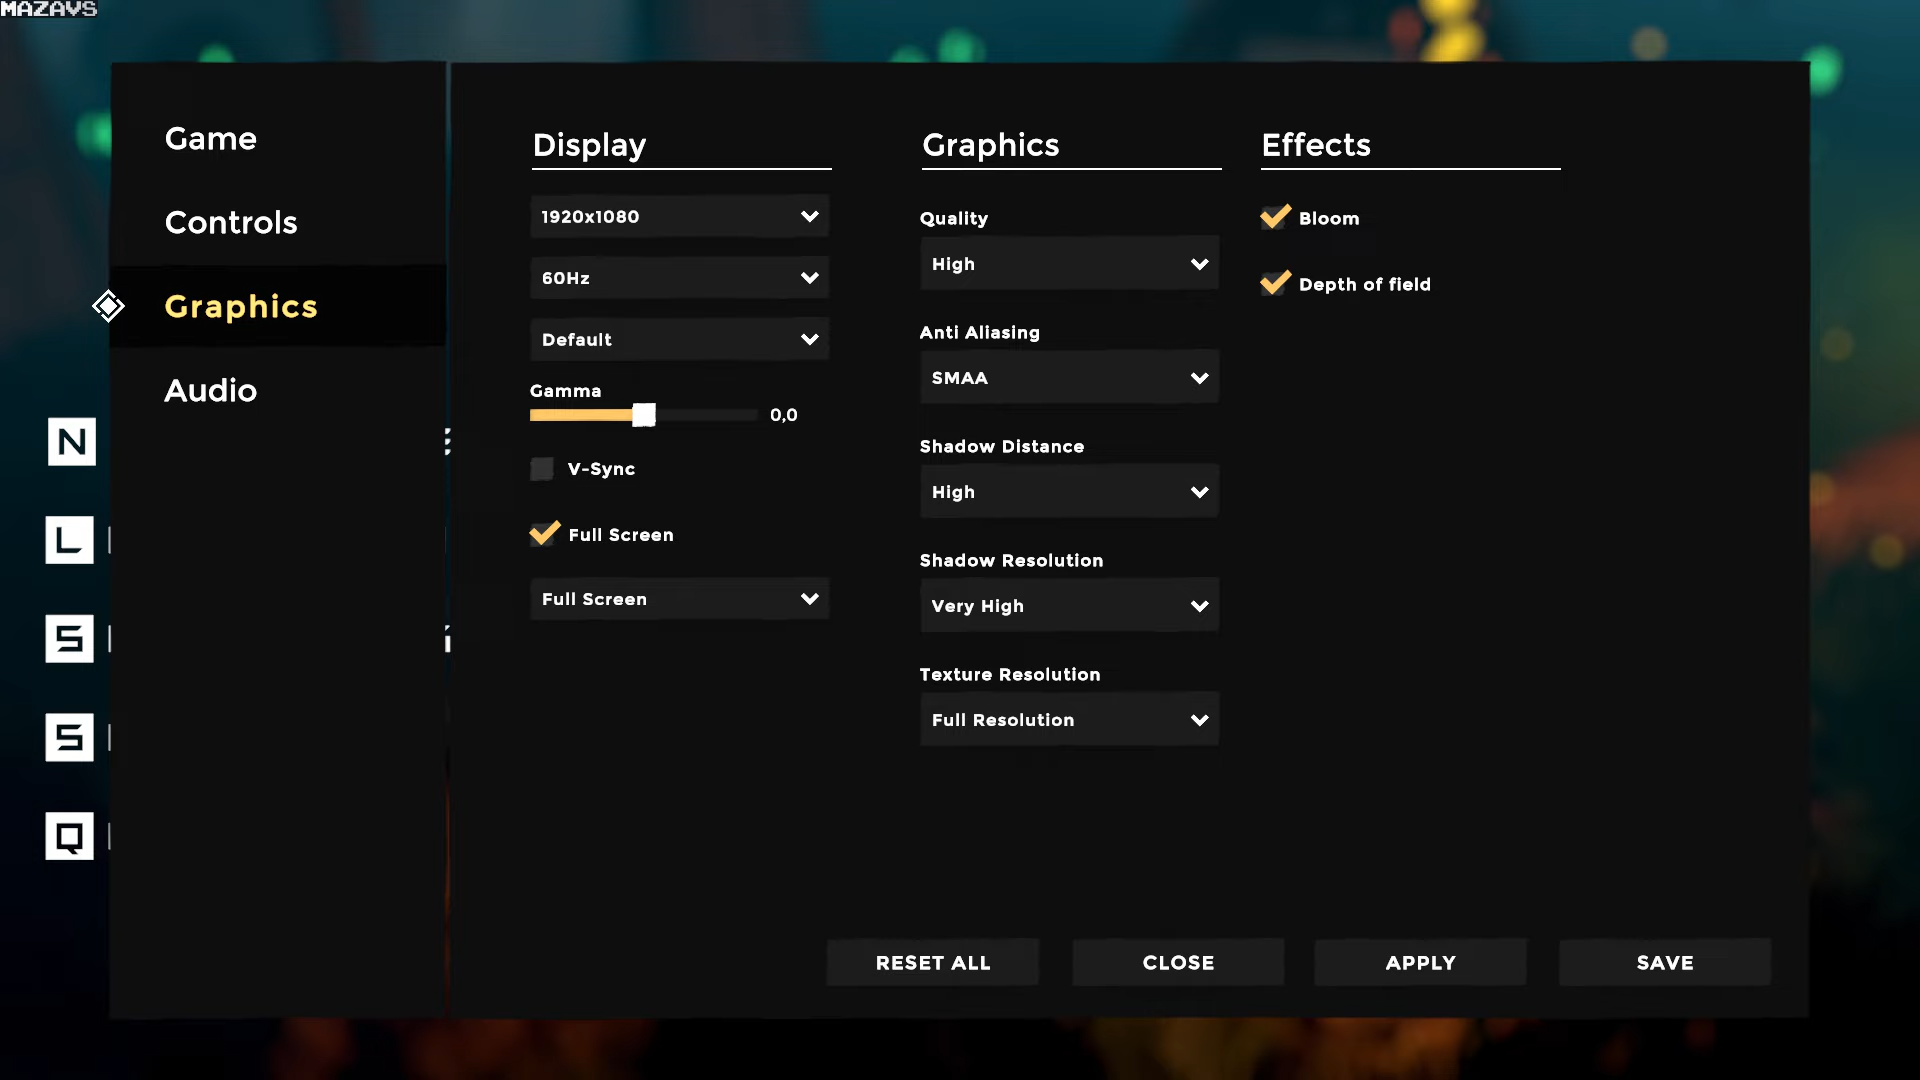 MAZAVS
Game
Controls
Graphics
Audio
N
L
S
S
Q
Display
1920x1080
60Hz
Default
Gamma
0,0
V-Sync
Full Screen
Full Screen
Graphics
Quality
High
Anti Aliasing
SMAA
Shadow Distance
High
Shadow Resolution
Very High
Texture Resolution
Full Resolution
Effects
Bloom
Depth of field
RESET ALL
CLOSE
APPLY
SAVE